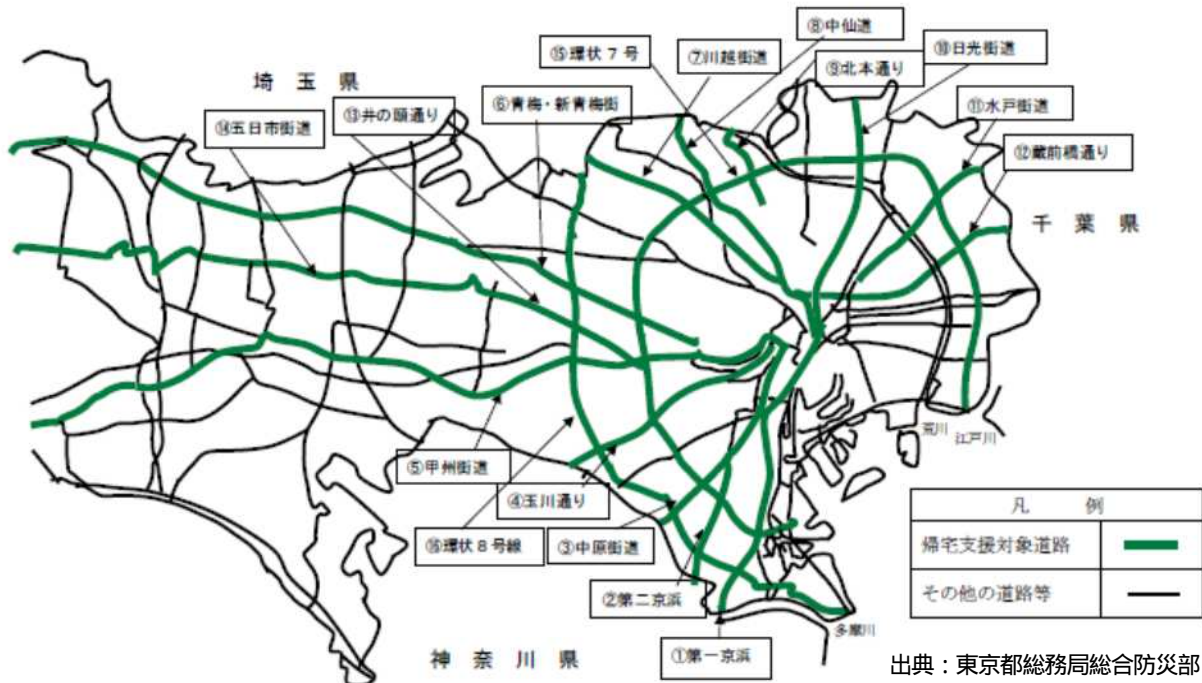 ⑧中仙道
⑩日光街道
⑮環状7号
⑦川越街道
⑨北本通り
埼玉県
⑬井の頭通り
⑥青梅・新青梅街
⑪水戸街道
⑭五日市街道
⑫蔵前橋通り
千葉県
荒川
江戸川
⑤甲州街道
④玉川通り
⑯環状8号線
③中原街道
②第二京浜
①第一京浜
多摩川
神奈川県
凡例
帰宅支援対象道路
その他の道路等
出典：東京都総務局総合防災部